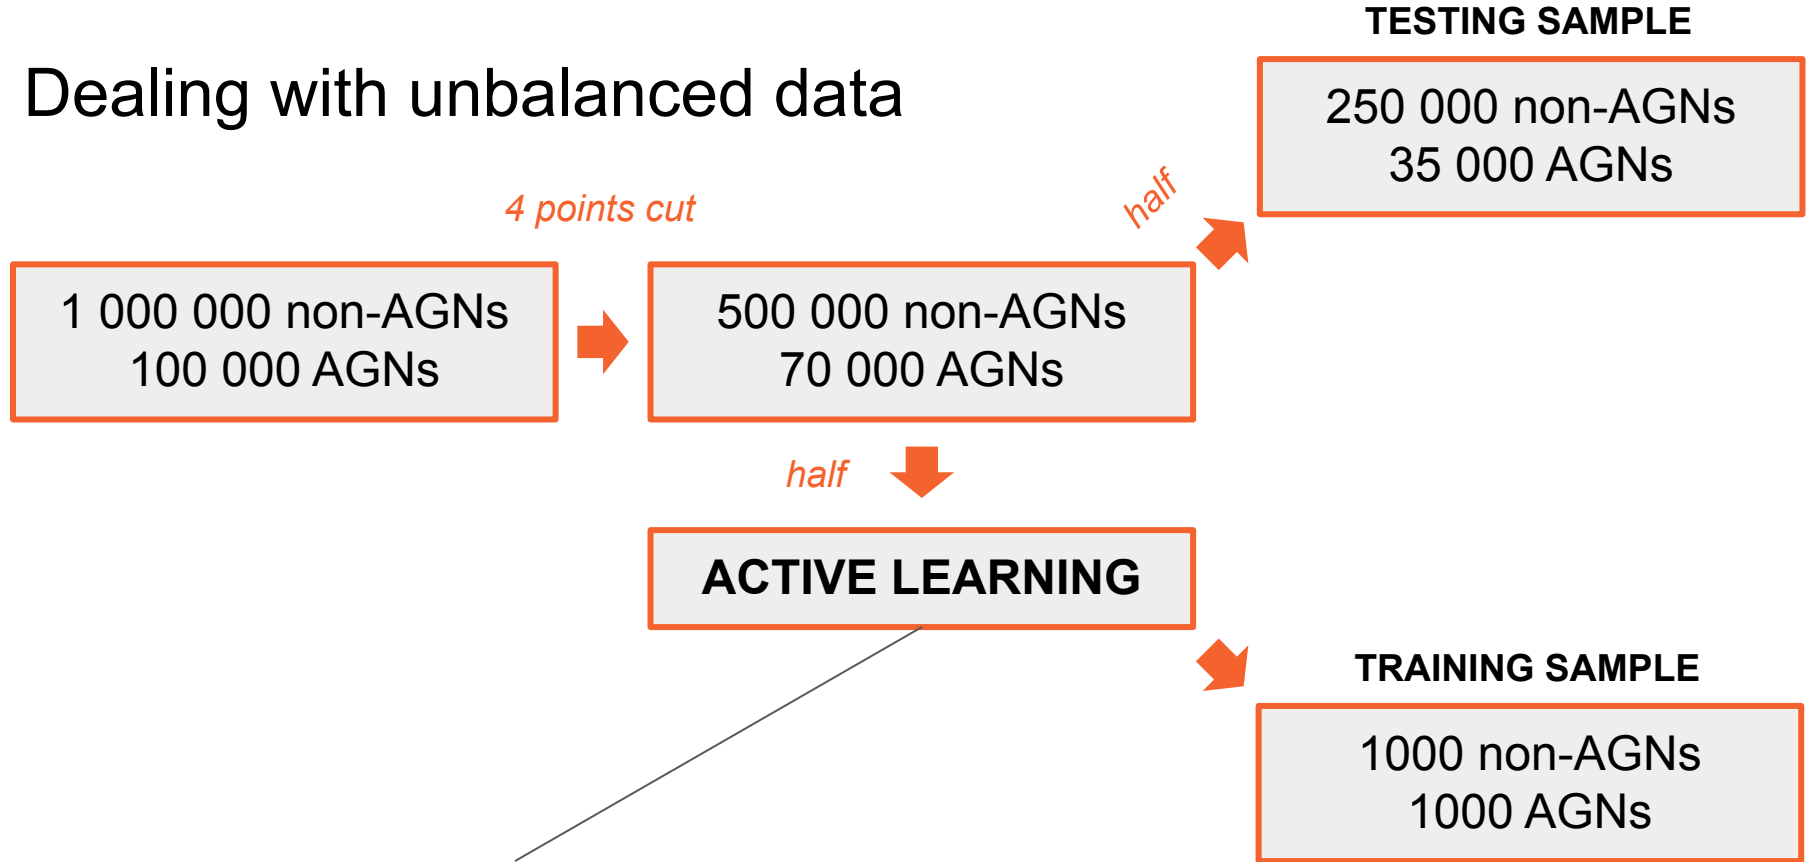 Dealing with unbalanced data
TESTING SAMPLE
250 000 non-AGNs
35 000 AGNs
4 points cut
half
1 000 000 non-AGNs
100 000 AGNs
500 000 non-AGNs
70 000 AGNs
half
ACTIVE LEARNING
TRAINING SAMPLE
1000 non-AGNs
1000 AGNs